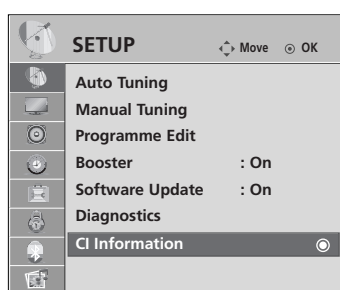 SETUP Move OK
Auto Tuning
Manual Tuning
Programme Edit
Booster : On
Software Update : On
Diagnostics
CI Information